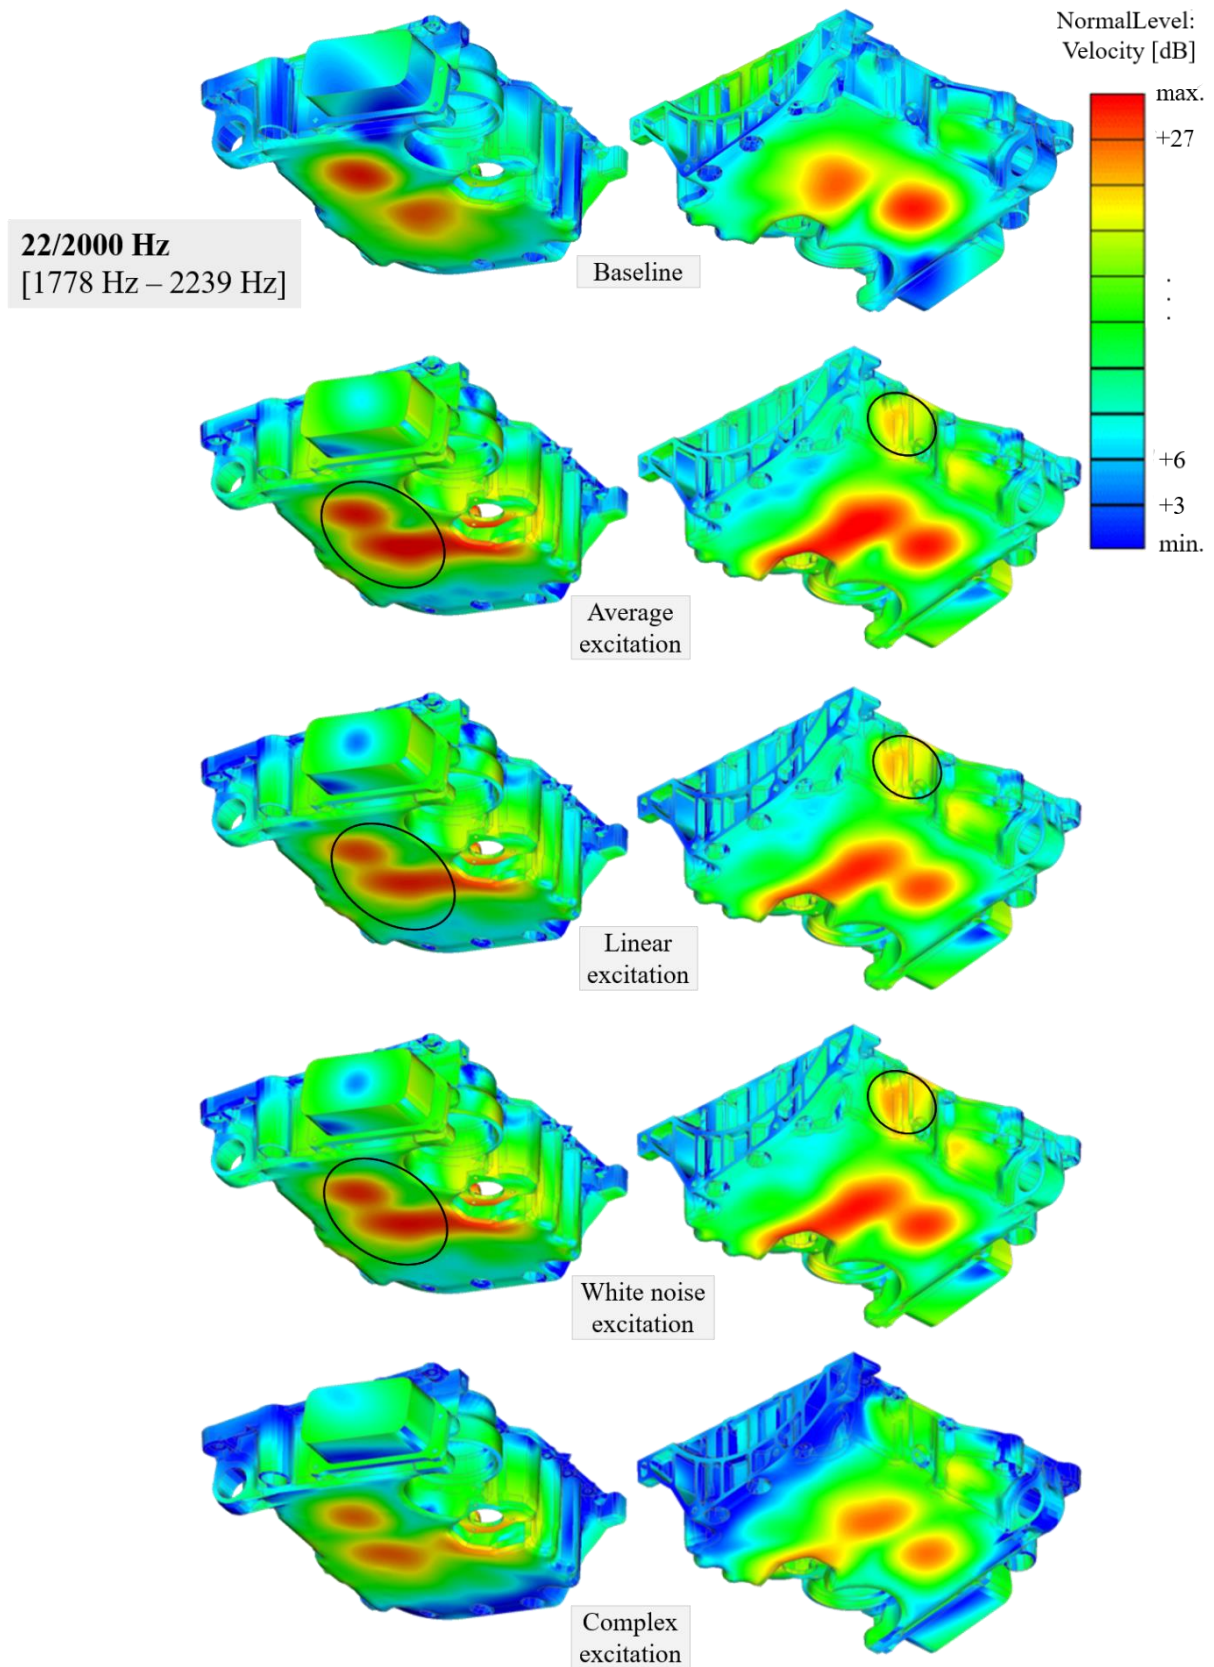 NormalLevel:
Velocity [dB]
max.
+27
22/2000 Hz
[1778 Hz – 2239 Hz]
Baseline
.
.
.
+6
+3
min.
Average
excitation
Linear
excitation
White noise
excitation
Complex
excitation